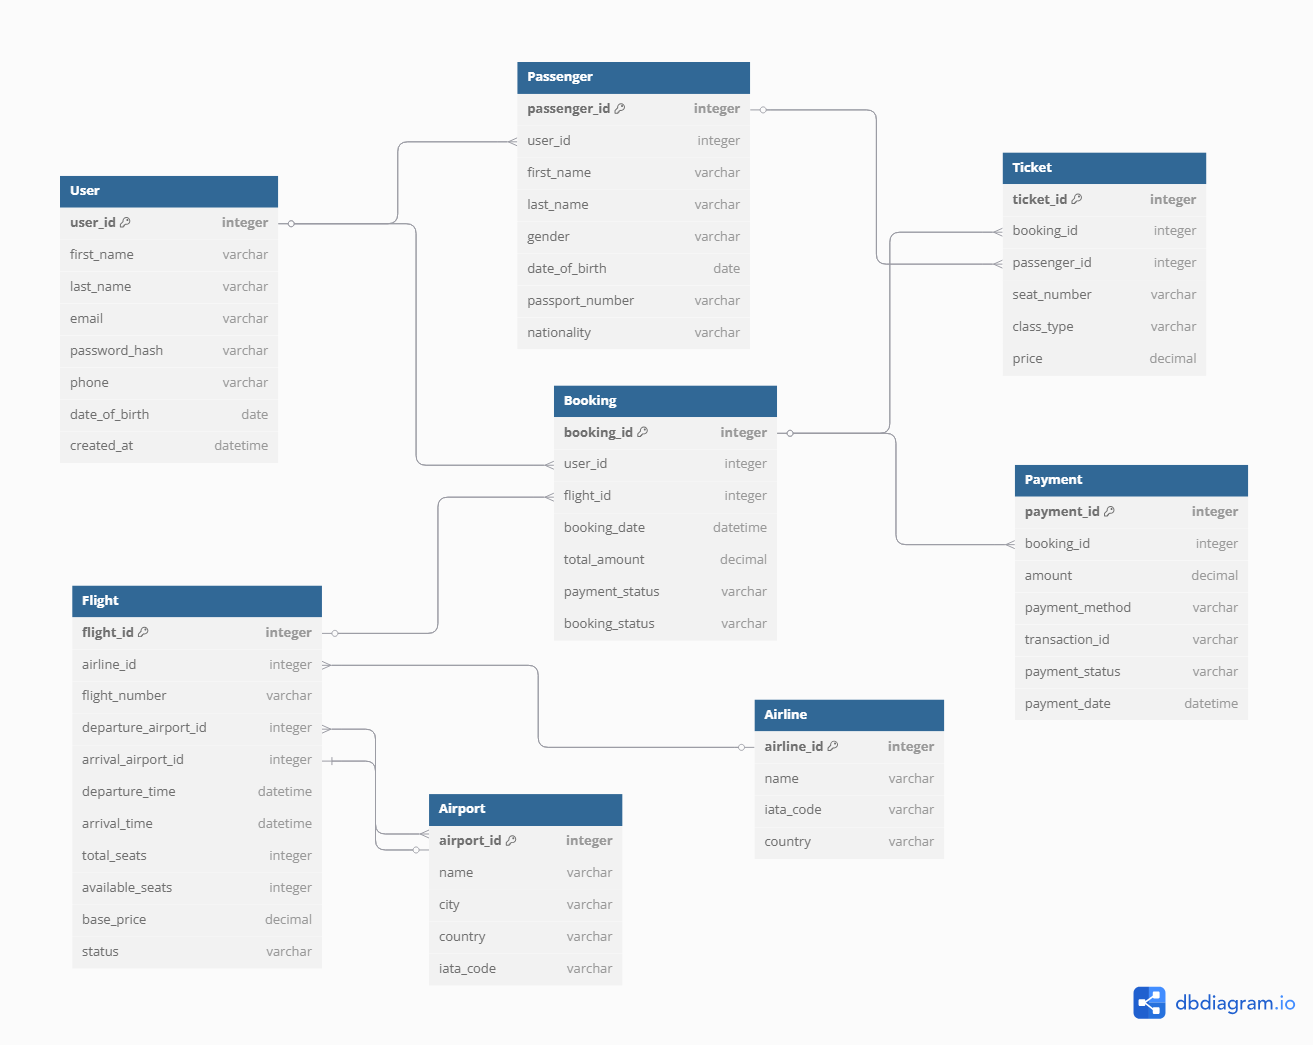 Passenger
passenger_id integer
user_id integer
first_name varchar
last_name varchar
gender varchar
date_of_birth date
passport_number varchar
nationality varchar
Ticket
ticket_id integer
booking_id integer
passenger_id integer
seat_number varchar
class_type varchar
price decimal
User
user_id integer
first_name varchar
last_name varchar
email varchar
password_hash varchar
phone varchar
date_of_birth date
created_at datetime
Booking
booking_id integer
user_id integer
flight_id integer
booking_date datetime
total_amount decimal
payment_status varchar
booking_status varchar
Payment
payment_id integer
booking_id integer
amount decimal
payment_method varchar
transaction_id varchar
payment_status varchar
payment_date datetime
Flight
flight_id integer
airline_id integer
flight_number varchar
departure_airport_id integer
arrival_airport_id integer
departure_time datetime
arrival_time datetime
total_seats integer
available_seats integer
base_price decimal
status varchar
Airline
airline_id integer
name varchar
iata_code varchar
country varchar
Airport
airport_id integer
name varchar
city varchar
country varchar
iata_code varchar
dbdiagram.io